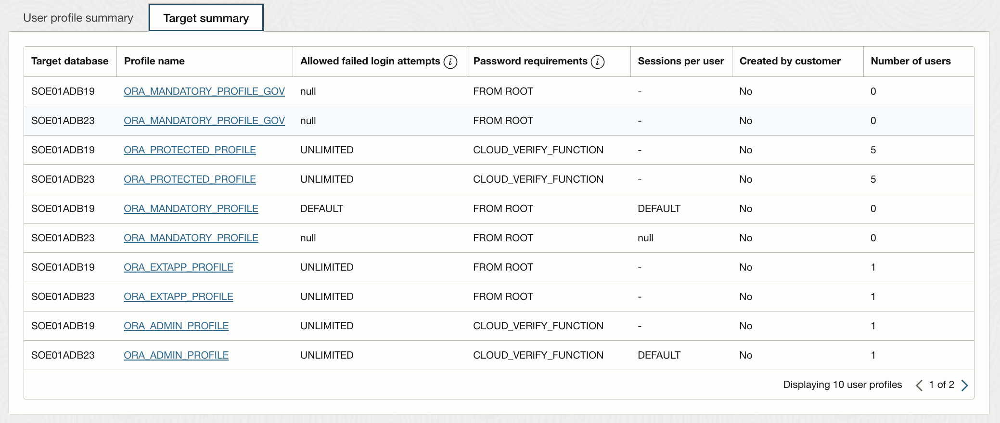 User profile summary Target summary
Target database Profile name Allowed failed login attempts i Password requirements i Sessions per user Created by customer Number of users
SOE01ADB19 ORA_MANDATORY_PROFILE_GOV null FROM ROOT - No 0
SOE01ADB23 ORA_MANDATORY_PROFILE_GOV null FROM ROOT - No 0
SOE01ADB19 ORA_PROTECTED_PROFILE UNLIMITED CLOUD_VERIFY_FUNCTION - No 5
SOE01ADB23 ORA_PROTECTED_PROFILE UNLIMITED CLOUD_VERIFY_FUNCTION - No 5
SOE01ADB19 ORA_MANDATORY_PROFILE DEFAULT FROM ROOT DEFAULT No 0
SOE01ADB23 ORA_MANDATORY_PROFILE null FROM ROOT null No 0
SOE01ADB19 ORA_EXTAPP_PROFILE UNLIMITED FROM ROOT - No 1
SOE01ADB23 ORA_EXTAPP_PROFILE UNLIMITED FROM ROOT - No 1
SOE01ADB19 ORA_ADMIN_PROFILE UNLIMITED CLOUD_VERIFY_FUNCTION - No 1
SOE01ADB23 ORA_ADMIN_PROFILE UNLIMITED CLOUD_VERIFY_FUNCTION DEFAULT No 1
Displaying 10 user profiles 1 of 2